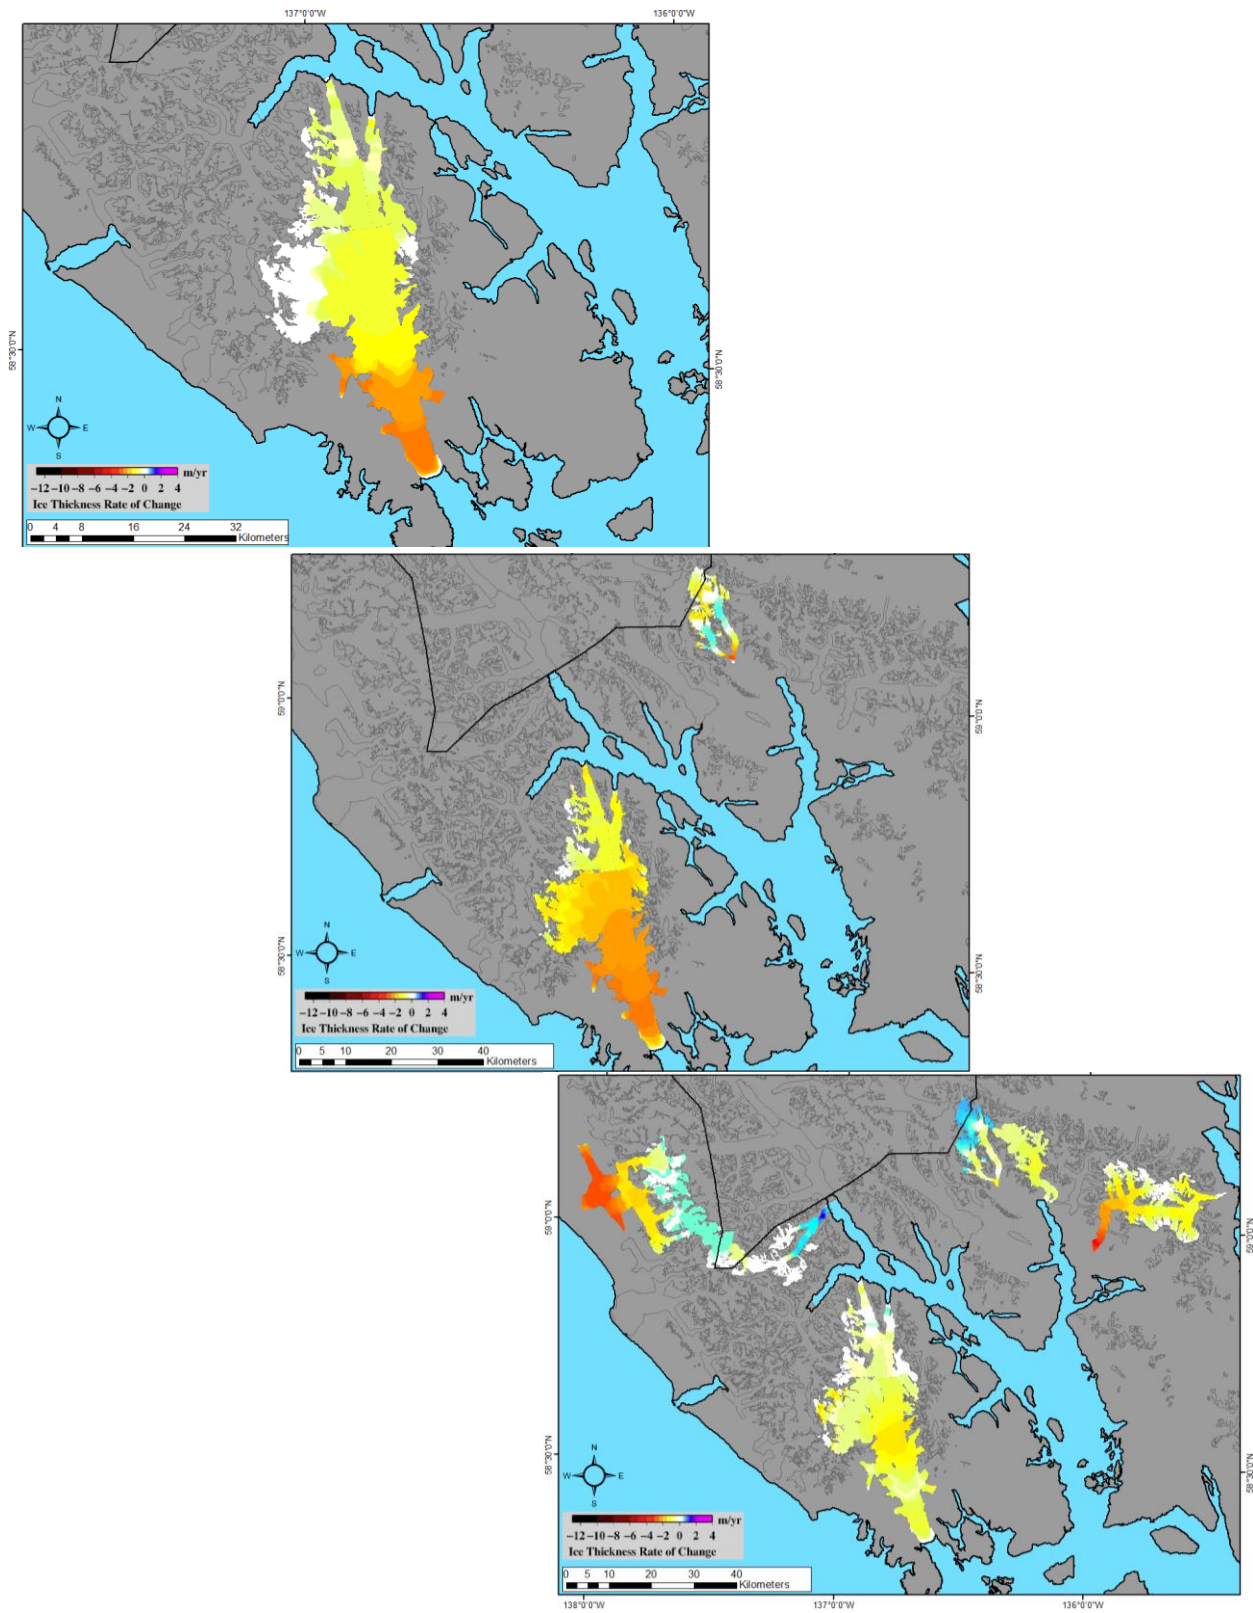 137°0'0"W 136°0'0"W
58°30'0"N
58°30'0"N
N
W E
S
m/yr
−12 −10 −8 −6 −4 −2 0 2 4
Ice Thickness Rate of Change
0 4 8 16 24 32
Kilometers
59°0'0"N
59°0'0"N
58°30'0"N
58°30'0"N
N
W E
S
m/yr
−12 −10 −8 −6 −4 −2 0 2 4
Ice Thickness Rate of Change
0 5 10 20 30 40
Kilometers
59°0'0"N
59°0'0"N
58°30'0"N
58°30'0"N
N
W E
S
m/yr
−12 −10 −8 −6 −4 −2 0 2 4
Ice Thickness Rate of Change
0 5 10 20 30 40
Kilometers
138°0'0"W 137°0'0"W 136°0'0"W